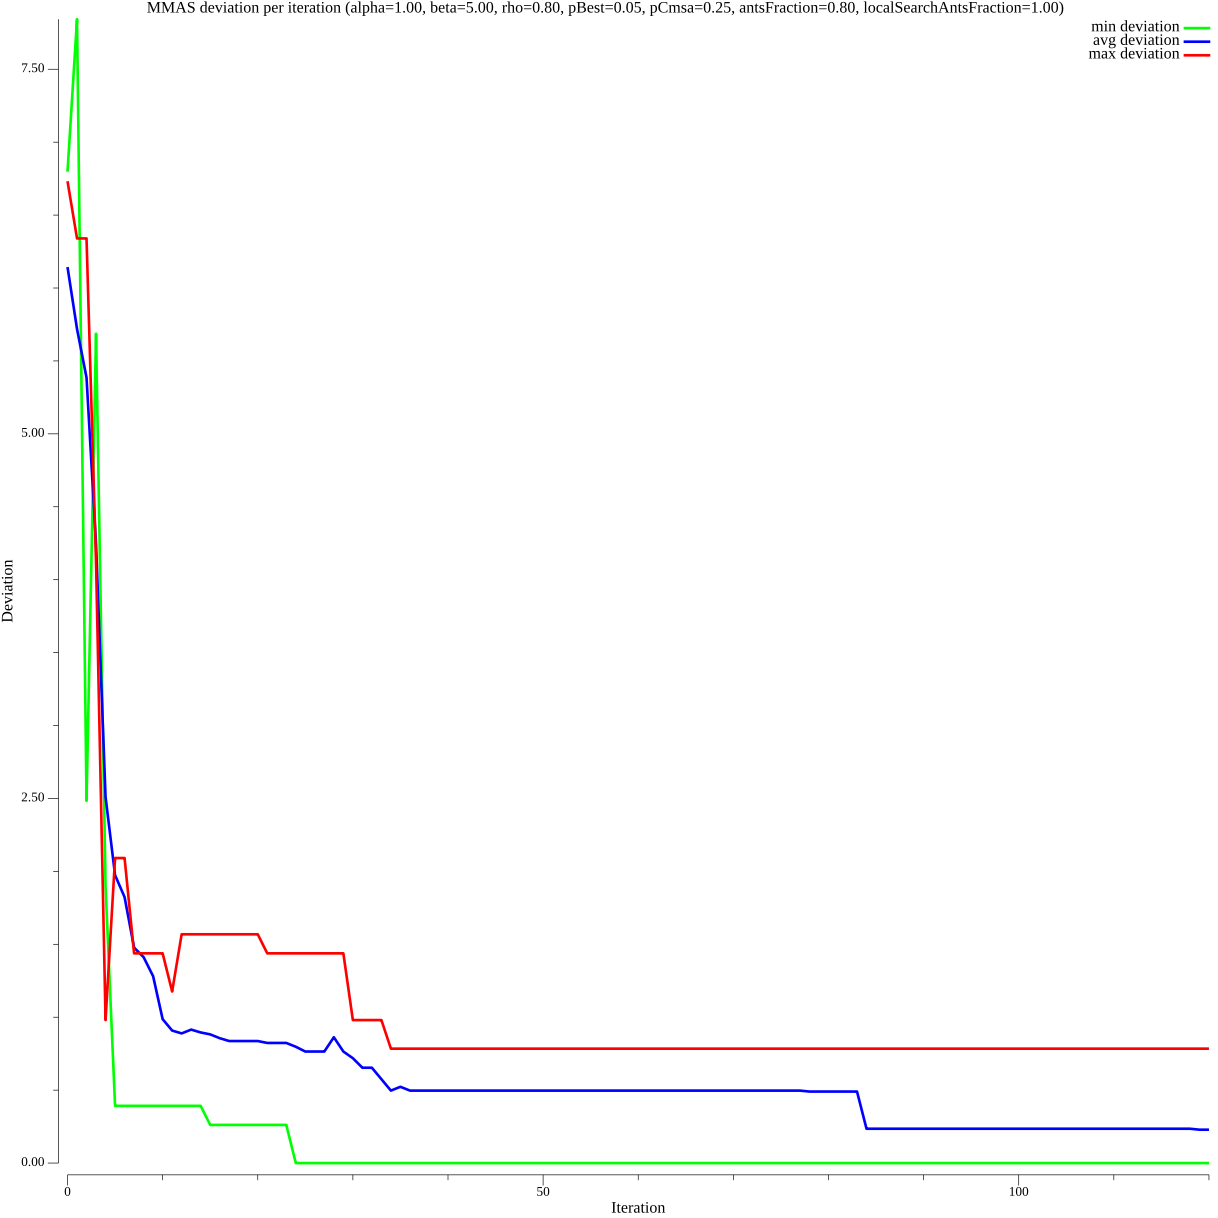 MMAS deviation per iteration (alpha=1.00, beta=5.00, rho=0.80, pBest=0.05, pCmsa=0.25, antsFraction=0.80, localSearchAntsFraction=1.00)
min deviation
avg deviation
max deviation
7.50
5.00
2.50
0.00
Deviation
0
50
100
Iteration